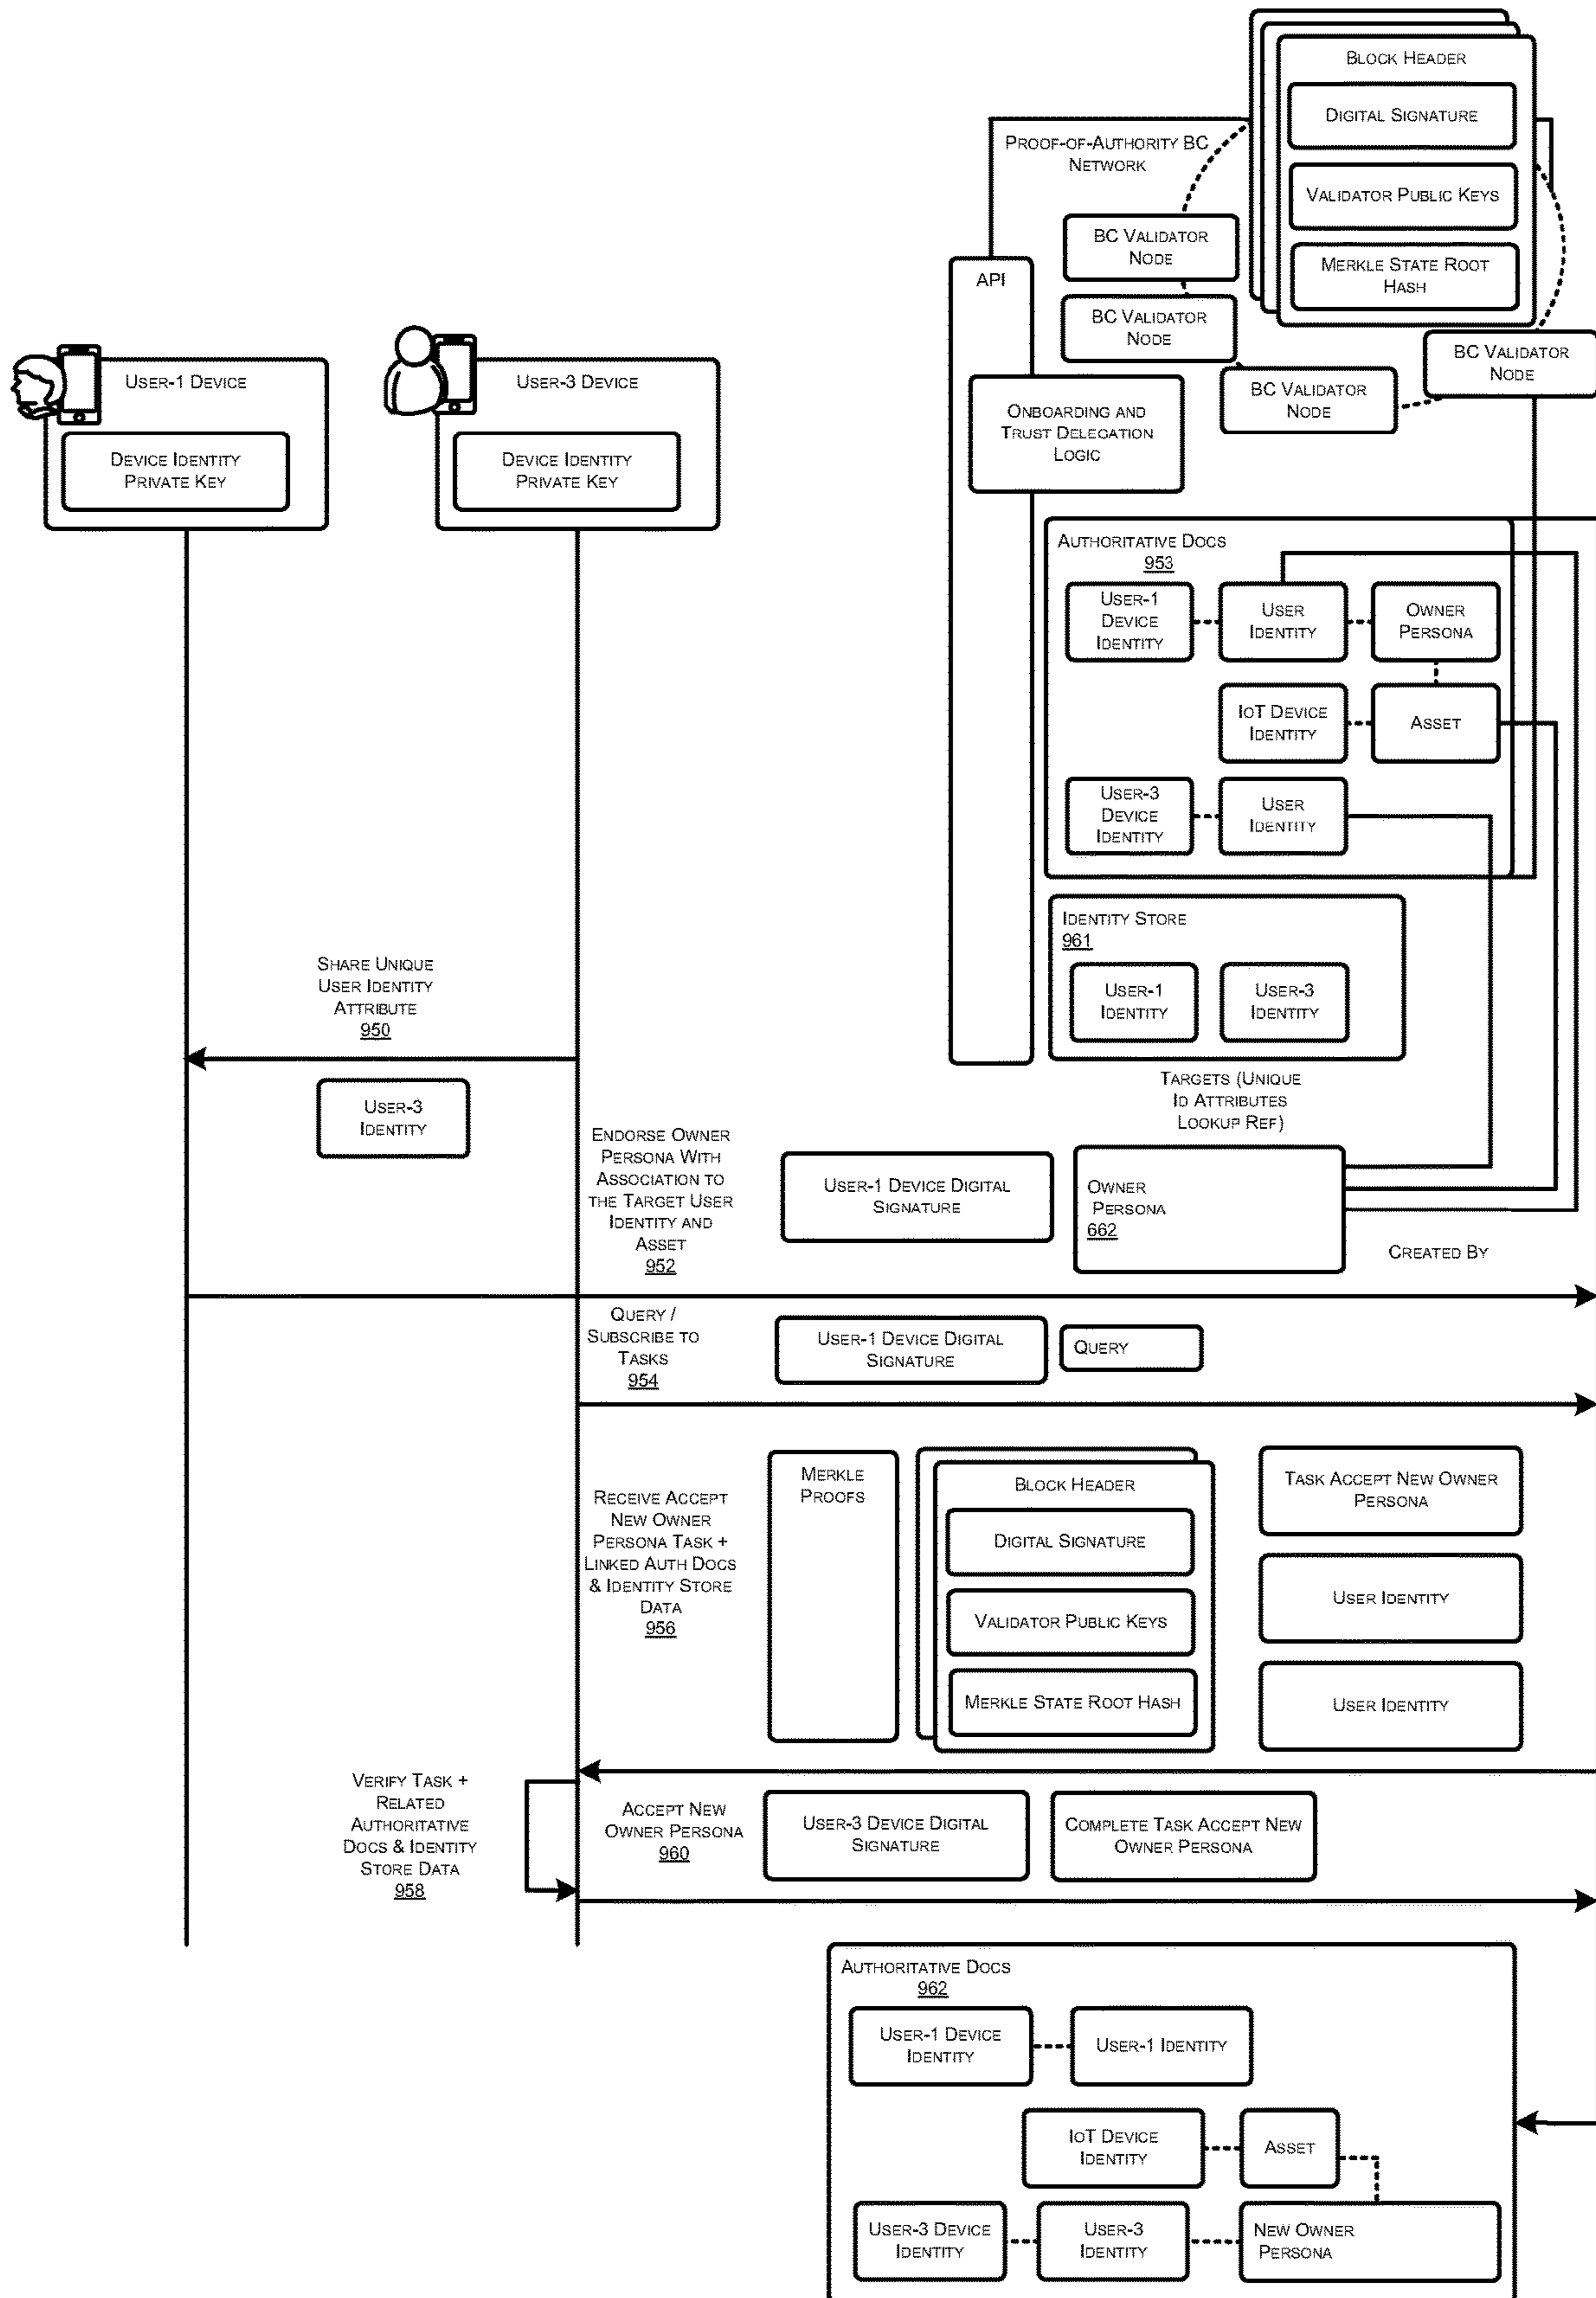 BLOCK HEADER
DIGITAL SIGNATURE
VALIDATOR PUBLIC KEYS
MERKLE STATE ROOT
HASH
PROOF-OF-AUTHORITY BC
NETWORK
BC VALIDATOR
NODE
BC VALIDATOR
NODE
BC VALIDATOR
NODE
BC VALIDATOR
NODE
API
ONBOARDING AND
TRUST DELEGATION
LOGIC
USER-1 DEVICE
DEVICE IDENTITY
PRIVATE KEY
USER-3 DEVICE
DEVICE IDENTITY
PRIVATE KEY
AUTHORITATIVE DOCS
953
USER-1
DEVICE
IDENTITY
USER
IDENTITY
OWNER
PERSONA
IOT DEVICE
IDENTITY
ASSET
USER-3
DEVICE
IDENTITY
USER
IDENTITY
IDENTITY STORE
961
USER-1
IDENTITY
USER-3
IDENTITY
SHARE UNIQUE
USER IDENTITY
ATTRIBUTE
950
USER-3
IDENTITY
TARGETS (UNIQUE
ID ATTRIBUTES
LOOKUP REF)
ENDORSE OWNER
PERSONA WITH
ASSOCIATION TO
THE TARGET USER
IDENTITY AND
ASSET
952
USER-1 DEVICE DIGITAL
SIGNATURE
OWNER
PERSONA
662
CREATED BY
QUERY /
SUBSCRIBE TO
TASKS
954
USER-1 DEVICE DIGITAL
SIGNATURE
QUERY
RECEIVE ACCEPT
NEW OWNER
PERSONA TASK +
LINKED AUTH DOCS
& IDENTITY STORE
DATA
956
MERKLE
PROOFS
BLOCK HEADER
DIGITAL SIGNATURE
VALIDATOR PUBLIC KEYS
MERKLE STATE ROOT HASH
TASK ACCEPT NEW OWNER
PERSONA
USER IDENTITY
USER IDENTITY
VERIFY TASK +
RELATED
AUTHORITATIVE
DOCS & IDENTITY
STORE DATA
958
ACCEPT NEW
OWNER PERSONA
960
USER-3 DEVICE DIGITAL
SIGNATURE
COMPLETE TASK ACCEPT NEW
OWNER PERSONA
AUTHORITATIVE DOCS
962
USER-1 DEVICE
IDENTITY
USER-1 IDENTITY
IOT DEVICE
IDENTITY
ASSET
USER-3 DEVICE
IDENTITY
USER-3
IDENTITY
NEW OWNER
PERSONA